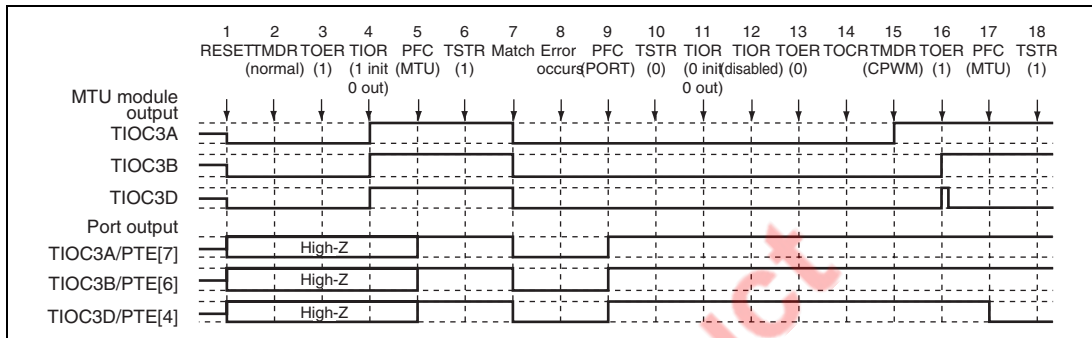 1 2 3 4 5 6 7 8 9 10 11 12 13 14 15 16 17 18
RESET TMDR TOER TIOR PFC TSTR Match Error PFC TSTR TIOR TIOR TOER TOCR TMDR TOER PFC TSTR
(normal) (1) (1 init (MTU) (1) occurs (PORT) (0) (0 init (disabled) (0) (CPWM) (1) (MTU) (1)
0 out) 0 out)
MTU module
output
TIOC3A
TIOC3B
TIOC3D
Port output
TIOC3A/PTE[7] High-Z
TIOC3B/PTE[6] High-Z
TIOC3D/PTE[4] High-Z
uct